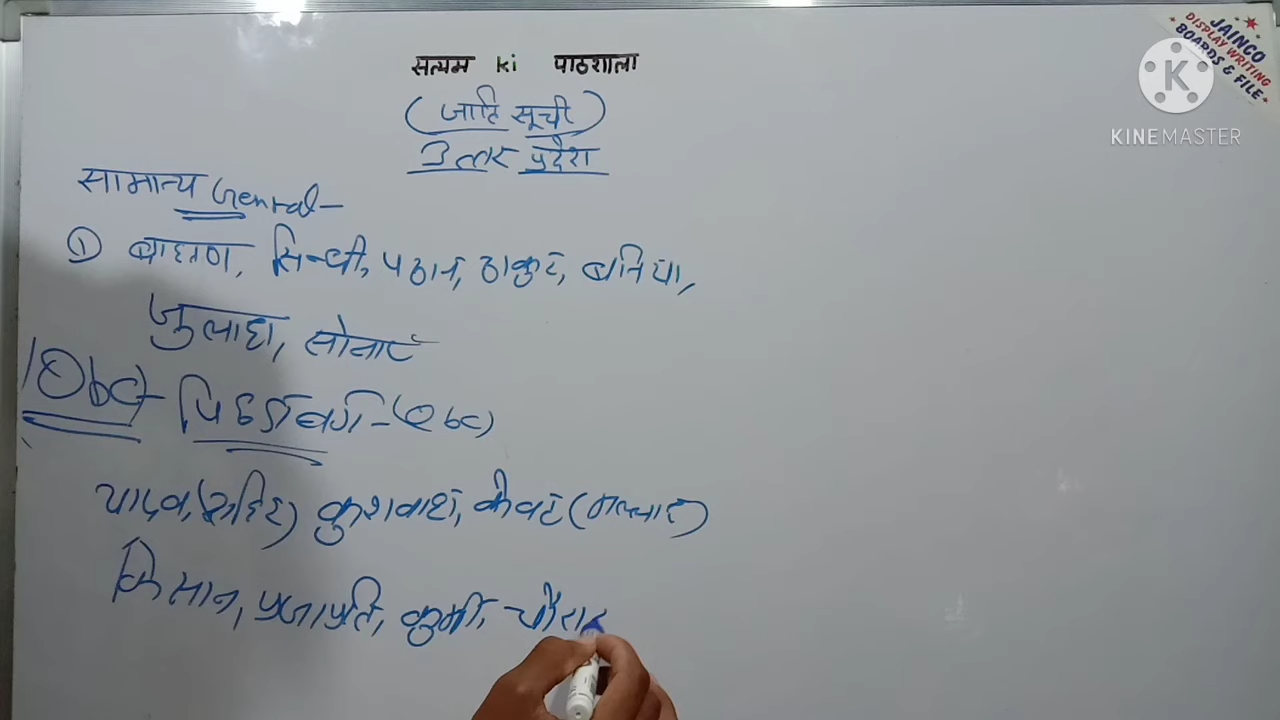 सत्यम ki पाठशाला
(जाति सूची)
उत्तर प्रदेश
सामान्य Genral-
① ब्राह्मण, सिन्धी, पठान, ठाकुर, बनिया,
जुलाहा, सोनार
Obc- पिछड़ा वर्ग-(Obc)
यादव,(अहिर) कुशवाहा, केवट (मल्लाह)
किसान, प्रजापति, कुर्मी,
JAINCO
DISPLAY WRITING
BOARDS & FILE
K
KINEMASTER